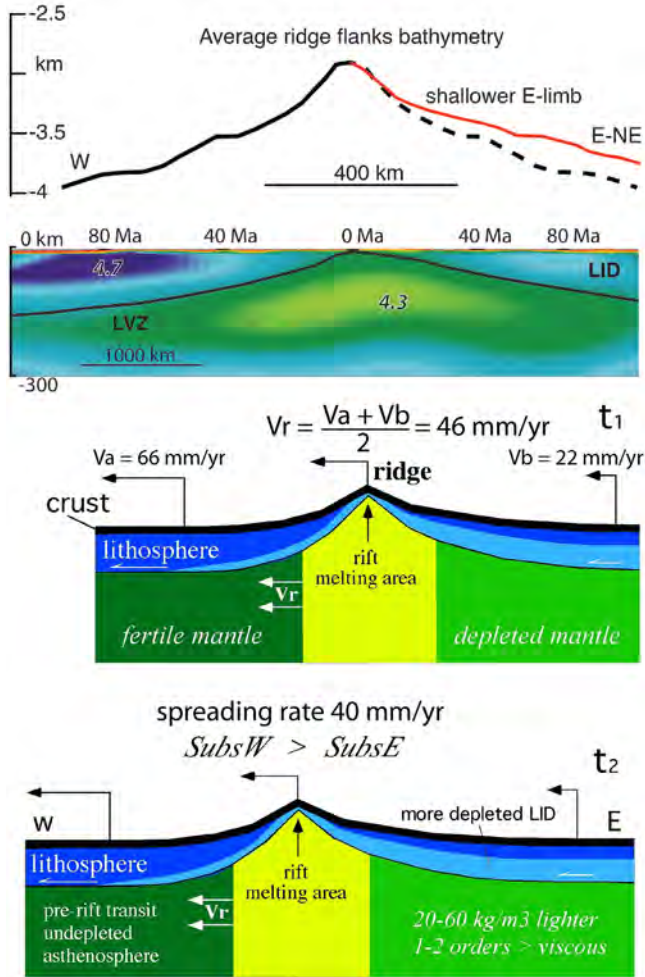 -2.5
Average ridge flanks bathymetry
km
shallower E-limb
-3.5
E-NE
W
400 km
-4
0 km 80 Ma 40 Ma 0 Ma 40 Ma 80 Ma
4.7
LID
4.3
LVZ
1000 km
-300
Vr = Va + Vb / 2 = 46 mm/yr
t1
Va = 66 mm/yr
Vb = 22 mm/yr
ridge
crust
lithosphere
rift
melting area
Vr
fertile mantle
depleted mantle
spreading rate 40 mm/yr
SubsW > SubsE
t2
W
more depleted LID
E
lithosphere
rift
melting area
pre-rift transit
undepleted
asthenosphere
Vr
20-60 kg/m3 lighter
1-2 orders > viscous